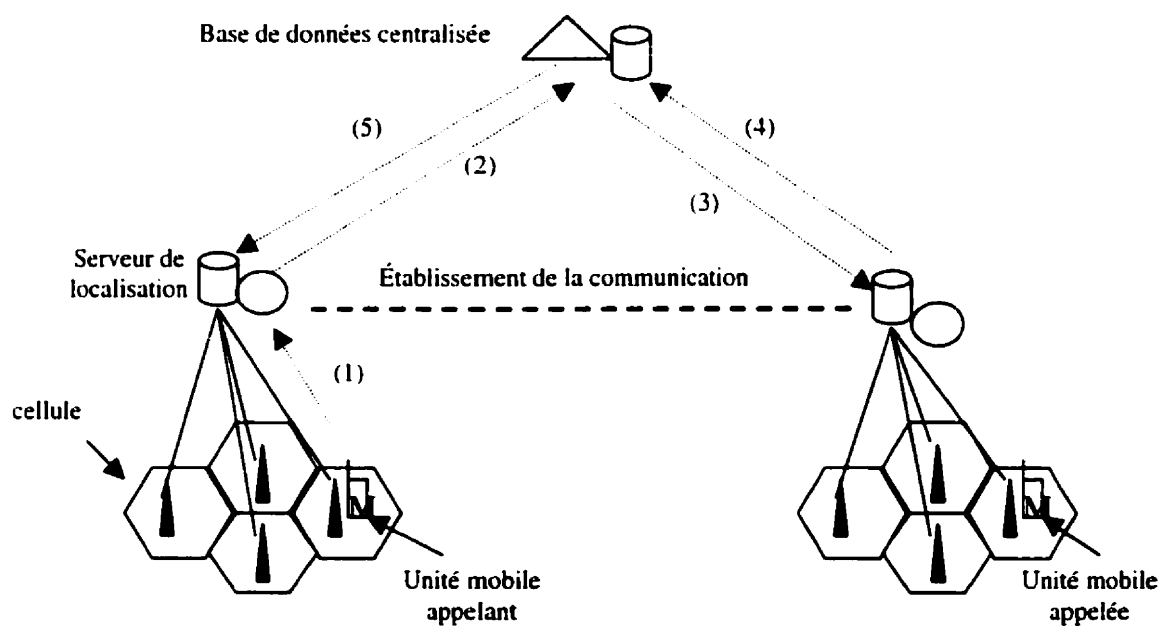 Base de données centralisée
(5)
(4)
(2)
(3)
Serveur de
localisation
Établissement de la communication
(1)
cellule
M
M
Unité mobile
appelant
Unité mobile
appelée